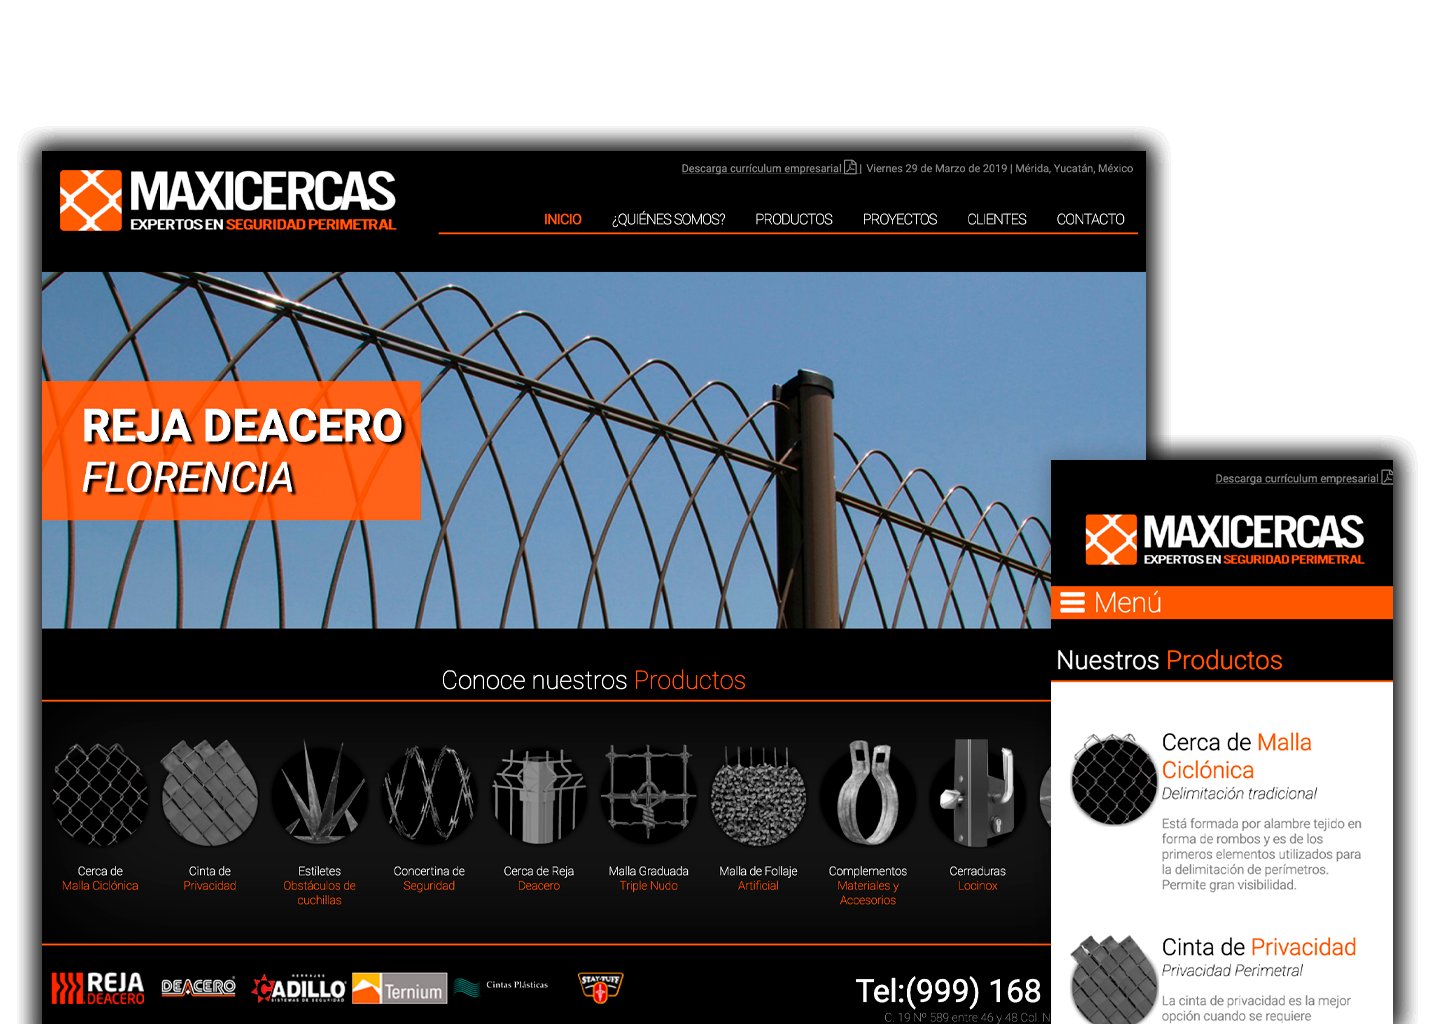 Descarga currículum empresarial | Viernes 29 de Marzo de 2019 | Mérida, Yucatán, México
MAXICERCAS
EXPERTOS EN SEGURIDAD PERIMETRAL
INICIO ¿QUIÉNES SOMOS? PRODUCTOS PROYECTOS CLIENTES CONTACTO
REJA DEACERO
FLORENCIA
Conoce nuestros Productos
Cerca de
Malla Ciclónica
Cinta de
Privacidad
Estiletes
Obstáculos de
cuchillas
Concertina de
Seguridad
Cerca de Reja
Deacero
Malla Graduada
Triple Nudo
Malla de Follaje
Artificial
Complementos
Materiales y
Accesorios
Cerraduras
Locinox
REJA
DEACERO
DEACERO
HERRAJES
CADILLO
SISTEMAS DE SEGURIDAD
Ternium
Cintas Plásticas
STAY-TUFF
Tel:(999) 168
C. 19 Nº 589 entre 46 y 48 Col. N
Descarga currículum empresarial
MAXICERCAS
EXPERTOS EN SEGURIDAD PERIMETRAL
Menú
Nuestros Productos
Cerca de Malla
Ciclónica
Delimitación tradicional
Está formada por alambre tejido en
forma de rombos y es de los
primeros elementos utilizados para
la delimitación de perímetros.
Permite gran visibilidad.
Cinta de Privacidad
Privacidad Perimetral
La cinta de privacidad es la mejor
opción cuando se requiere